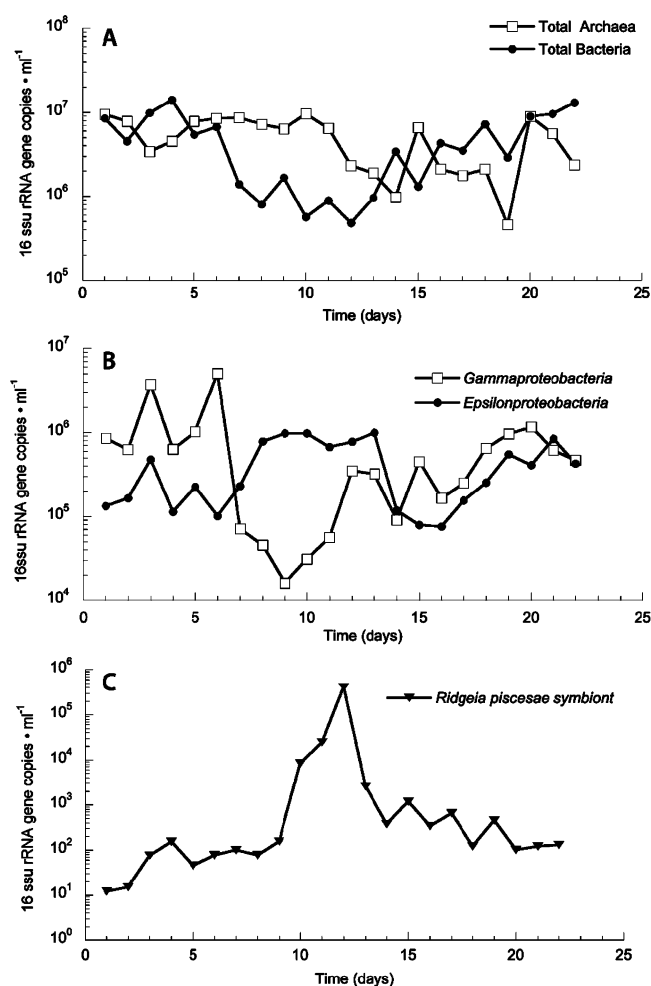 A
Total Archaea
Total Bacteria
10^8
10^7
10^6
10^5
16 ssu rRNA gene copies • ml^-1
0 5 10 15 20 25
Time (days)
B
Gammaproteobacteria
Epsilonproteobacteria
10^7
10^6
10^5
10^4
16ssu rRNA gene copies • ml^-1
0 5 10 15 20 25
Time (days)
C
Ridgeia piscesae symbiont
10^6
10^5
10^4
10^3
10^2
10^1
10^0
16 ssu rRNA gene copies • ml^-1
0 5 10 15 20 25
Time (days)